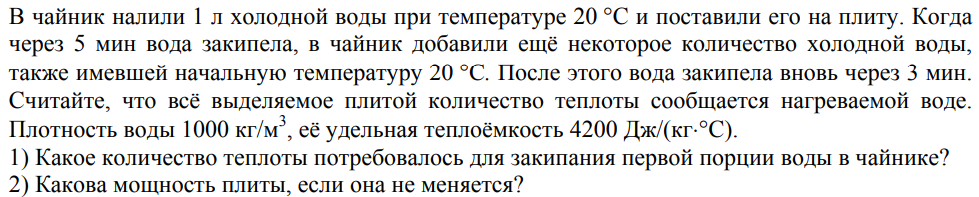 В чайник налили 1 л холодной воды при температуре 20 °С и поставили его на плиту. Когда
через 5 мин вода закипела, в чайник добавили ещё некоторое количество холодной воды,
также имевшей начальную температуру 20 °С. После этого вода закипела вновь через 3 мин.
Считайте, что всё выделяемое плитой количество теплоты сообщается нагреваемой воде.
Плотность воды 1000 кг/м³, её удельная теплоёмкость 4200 Дж/(кг·°С).
1) Какое количество теплоты потребовалось для закипания первой порции воды в чайнике?
2) Какова мощность плиты, если она не меняется?